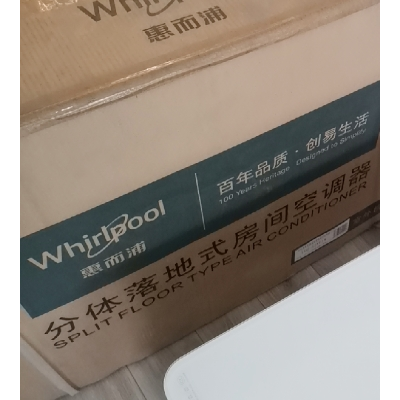 Whirlpool
惠而浦
Whirlpool
惠而浦
百年品质·创易生活
100 Years Heritage Designed to Simplify
分体落地式房间空调器
SPLIT FLOOR TYPE AIR CONDITIONER